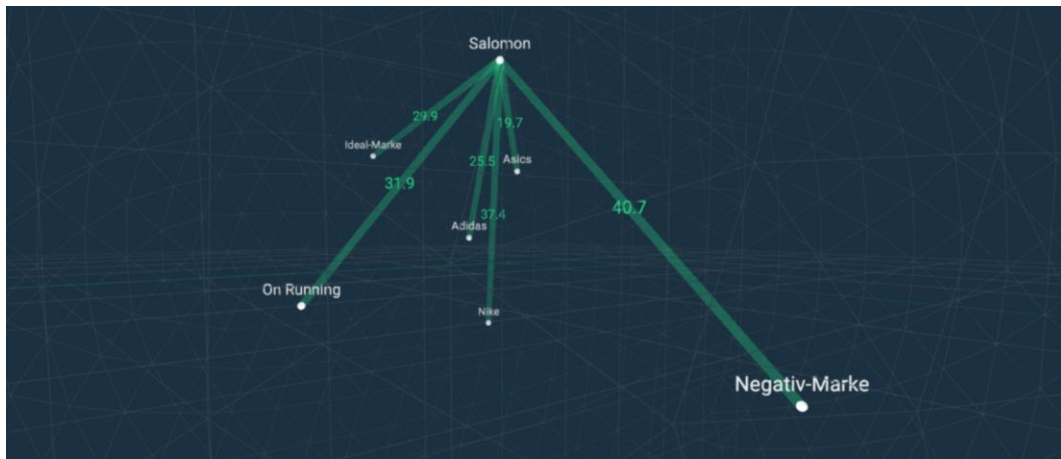 Salomon
29.9
19.7
Ideal-Marke
25.5
Asics
31.9
40.7
37.4
Adidas
On Running
Nike
Negativ-Marke